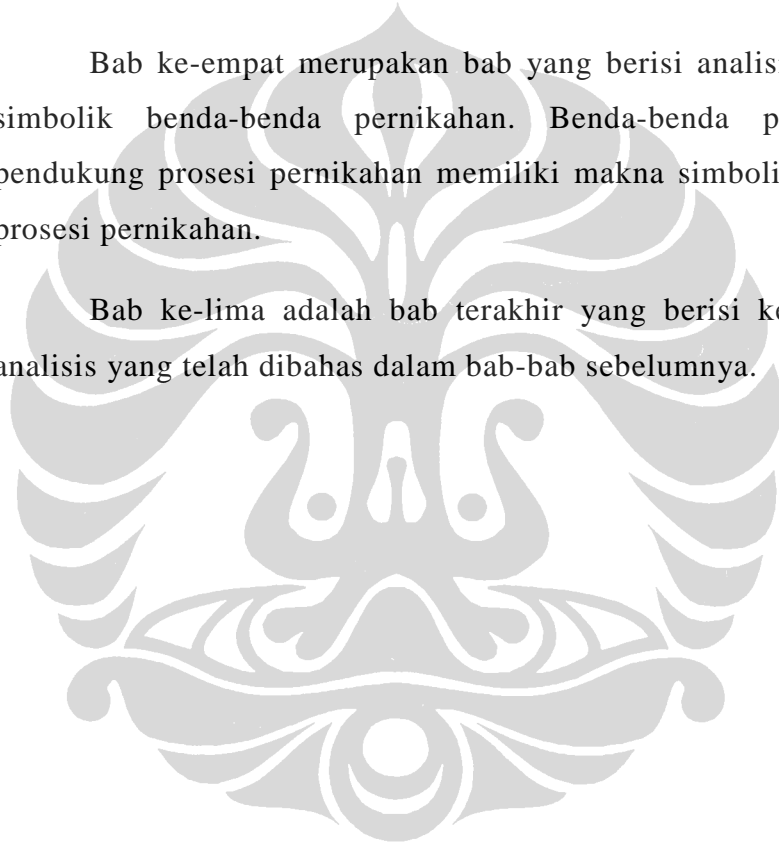 Bab ke-empat merupakan bab yang berisi analisi
simbolik benda-benda pernikahan. Benda-benda p
pendukung prosesi pernikahan memiliki makna simboli
prosesi pernikahan.
Bab ke-lima adalah bab terakhir yang berisi ke
analisis yang telah dibahas dalam bab-bab sebelumnya.